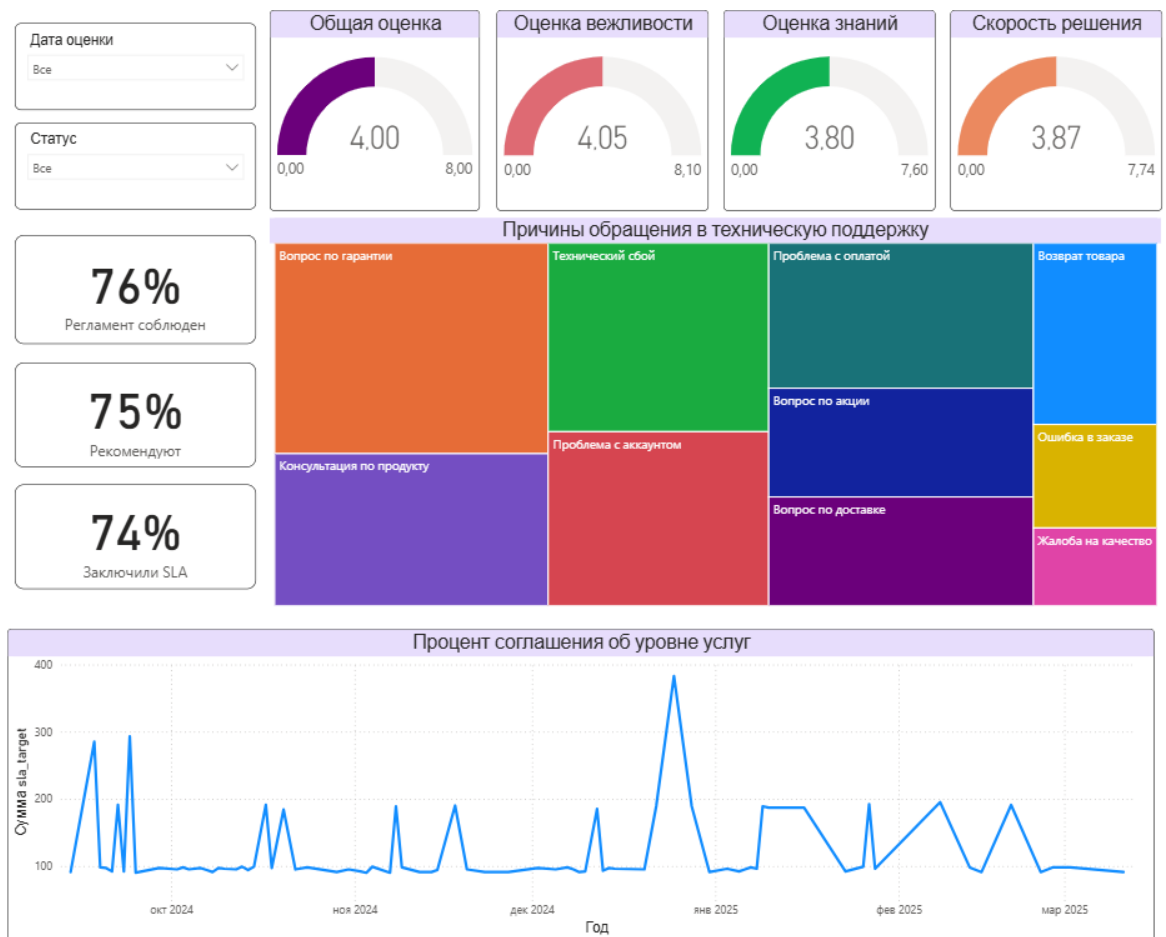 Дата оценки
Все
Статус
Все
Общая оценка
4,00
0,00
8,00
Оценка вежливости
4,05
0,00
8,10
Оценка знаний
3,80
0,00
7,60
Скорость решения
3,87
0,00
7,74
76%
Регламент соблюден
75%
Рекомендуют
74%
Заключили SLA
Причины обращения в техническую поддержку
Вопрос по гарантии
Консультация по продукту
Технический сбой
Проблема с аккаунтом
Проблема с оплатой
Вопрос по акции
Вопрос по доставке
Возврат товара
Ошибка в заказе
Жалоба на качество
Процент соглашения об уровне услуг
Сумма sla_target
400
300
200
100
окт 2024
ноя 2024
дек 2024
янв 2025
фев 2025
мар 2025
Год